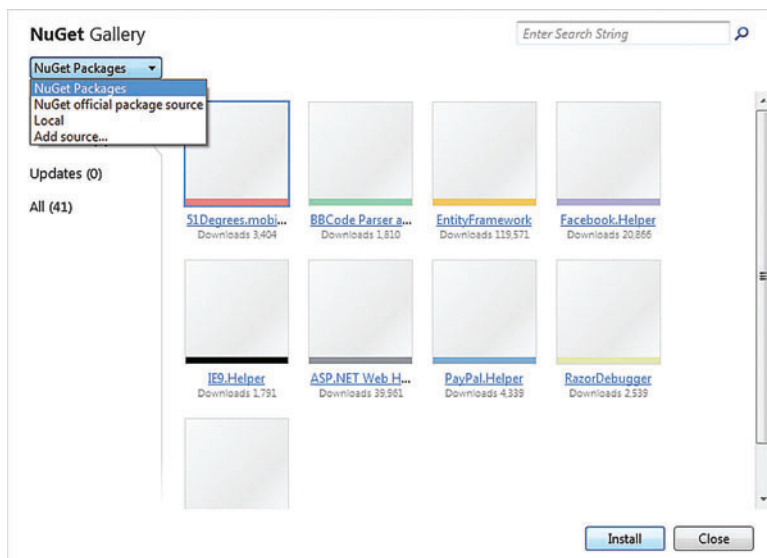 NuGet Gallery
Enter Search String
NuGet Packages
NuGet Packages
NuGet official package source
Local
Add source...
Updates (0)
All (41)
51Degrees.mobi...
Downloads 3,404
BBCode Parser a...
Downloads 1,810
EntityFramework
Downloads 119,571
Facebook.Helper
Downloads 20,866
IE9.Helper
Downloads 1,791
ASP.NET Web H...
Downloads 39,961
PayPal.Helper
Downloads 4,339
RazorDebugger
Downloads 2,539
Install
Close